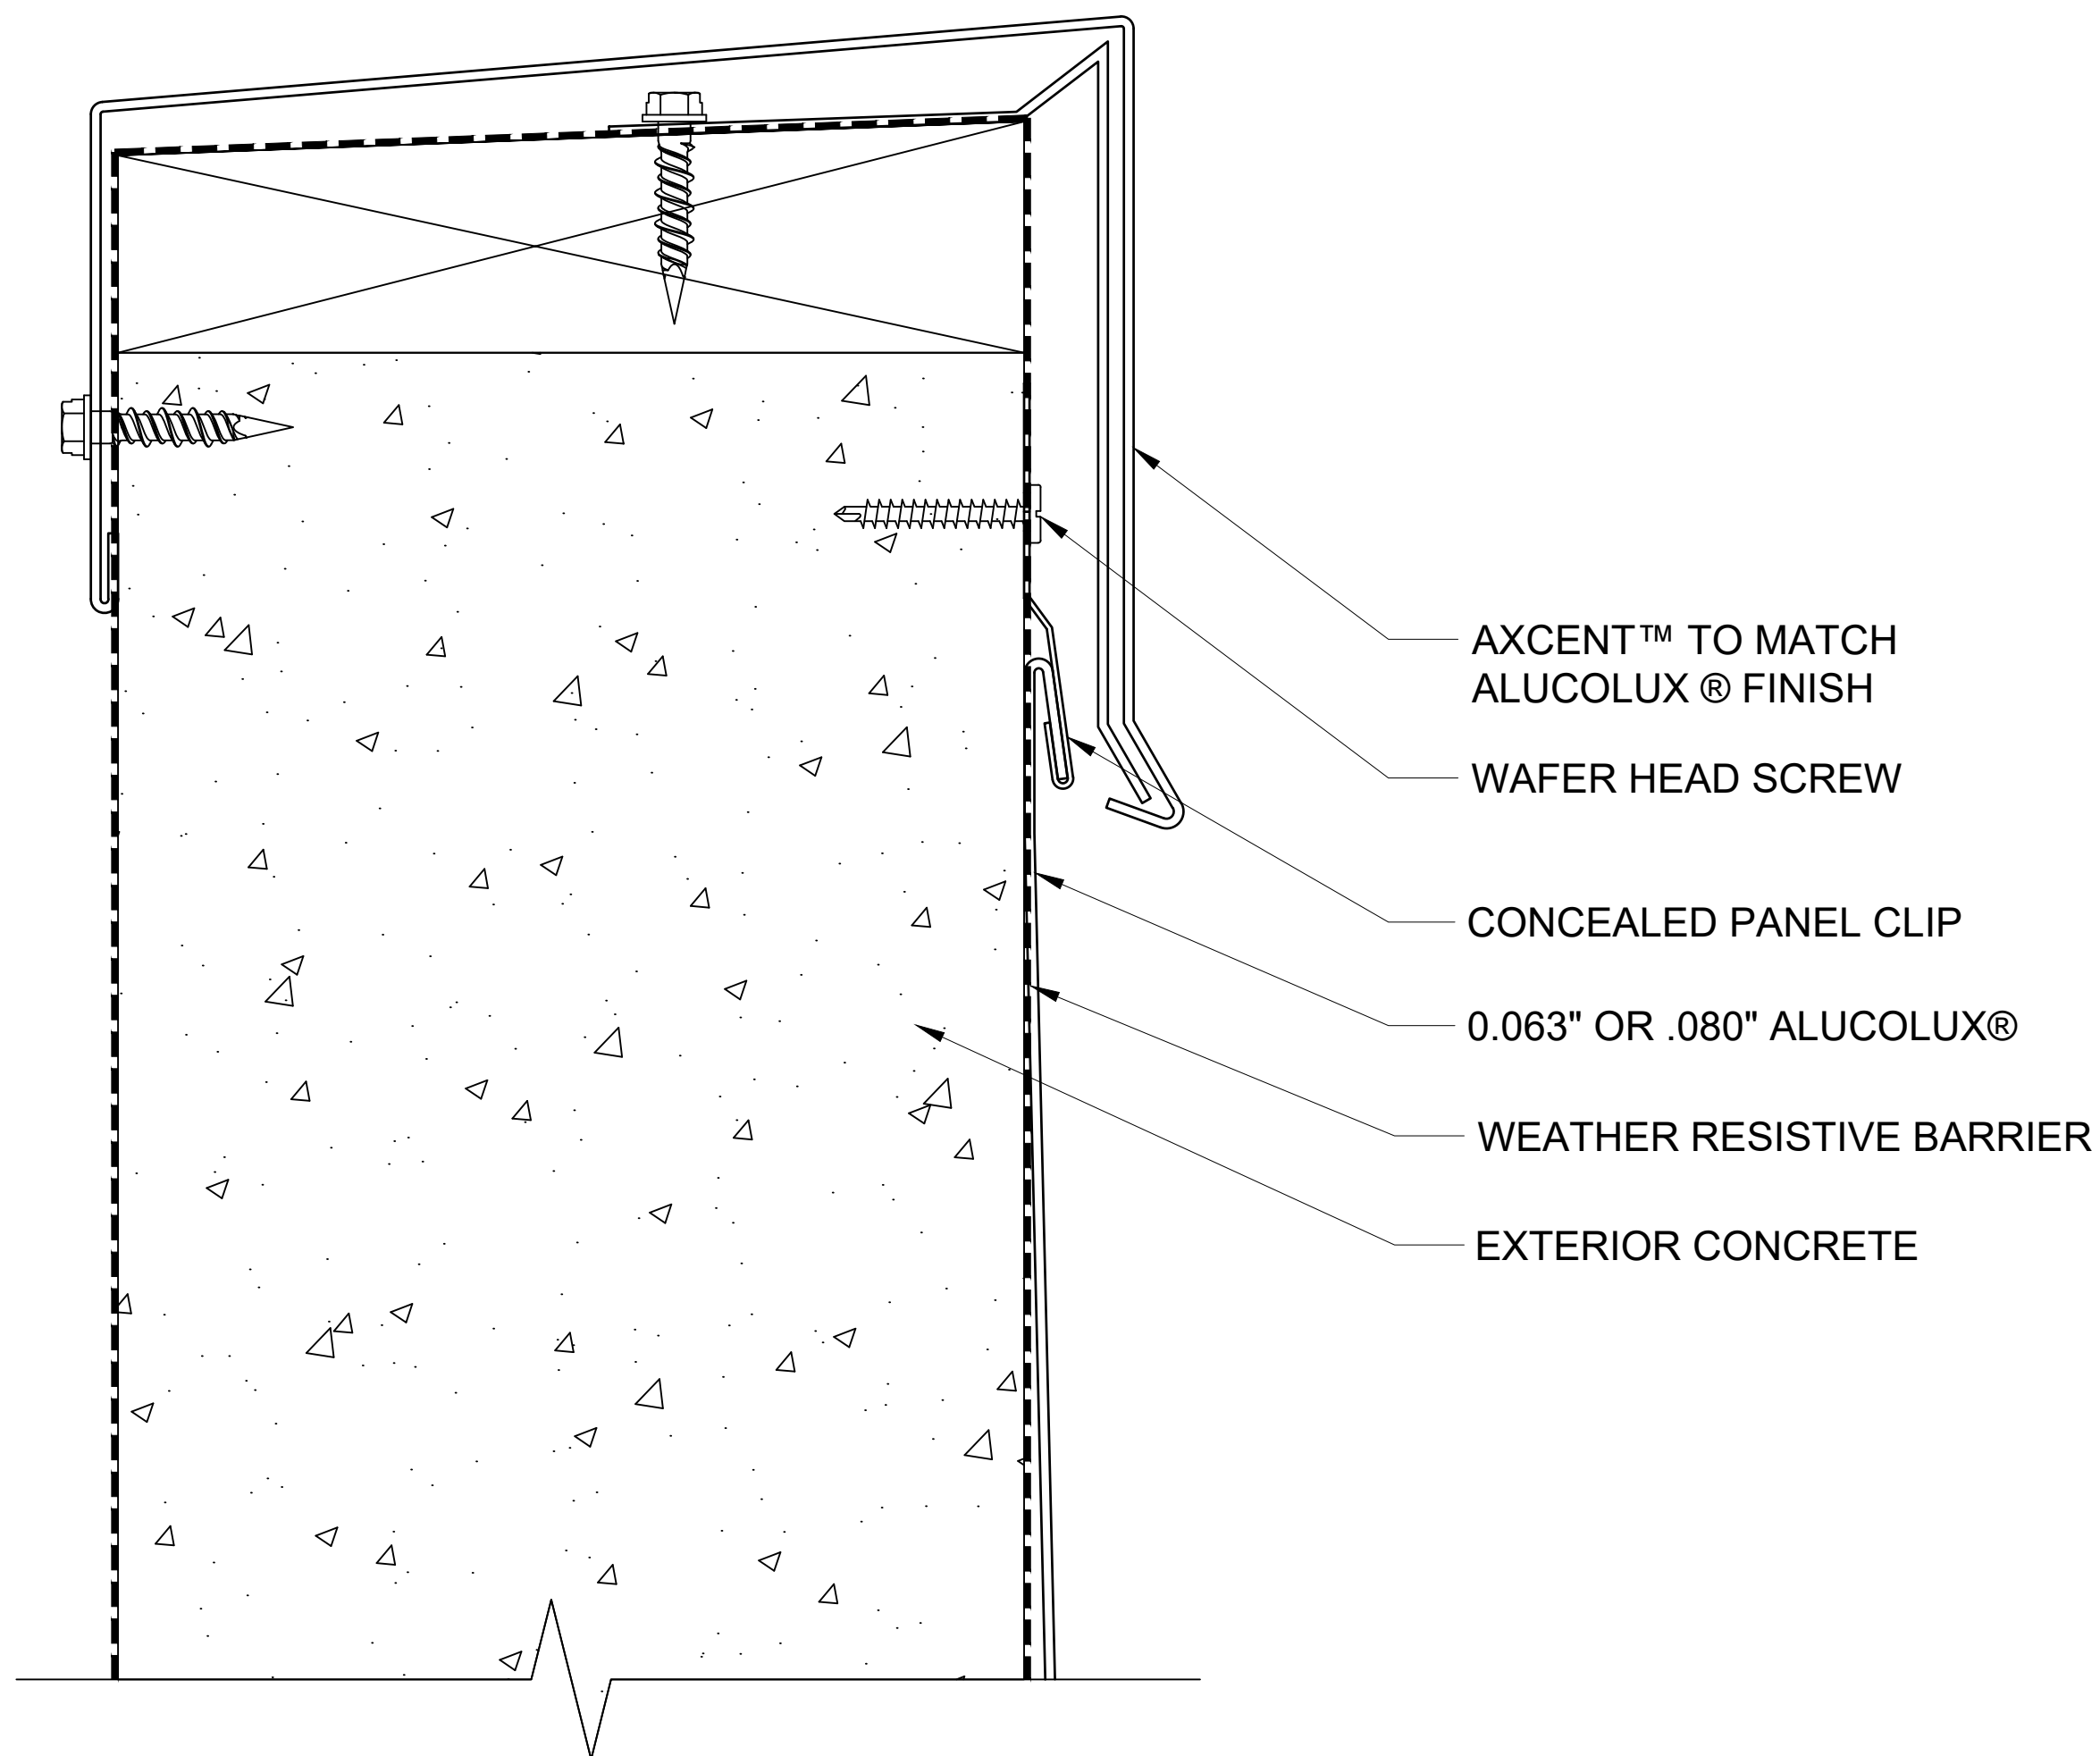 AXCENT™ TO MATCH
ALUCOLUX ® FINISH
WAFER HEAD SCREW
CONCEALED PANEL CLIP
0.063" OR .080" ALUCOLUX®
WEATHER RESISTIVE BARRIER
EXTERIOR CONCRETE